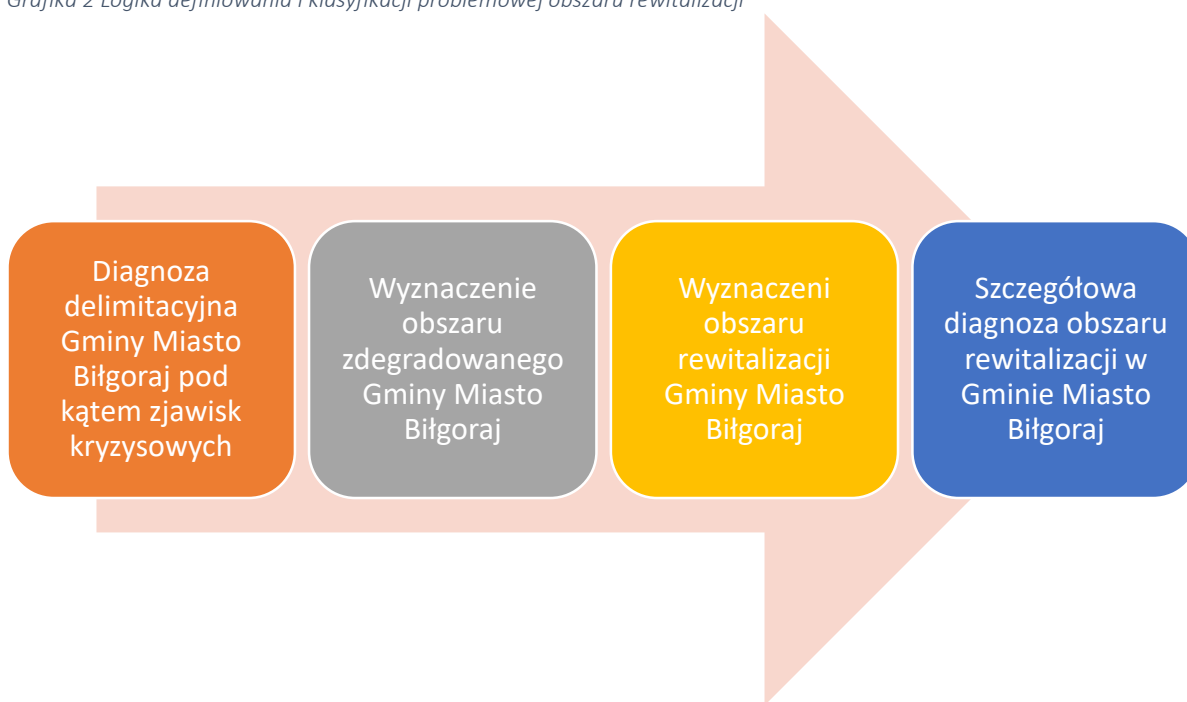 Grafika 2 Logika definiowania i klasyfikacji problemowej obszaru rewitalizacji
Diagnoza
delimitacyjna
Gminy Miasto
Biłgoraj pod
kątem zjawisk
kryzysowych
Wyznaczenie
obszaru
zdegradowanego
Gminy Miasto
Biłgoraj
Wyznaczeni
obszaru
rewitalizacji
Gminy Miasto
Biłgoraj
Szczegółowa
diagnoza obszaru
rewitalizacji w
Gminie Miasto
Biłgoraj